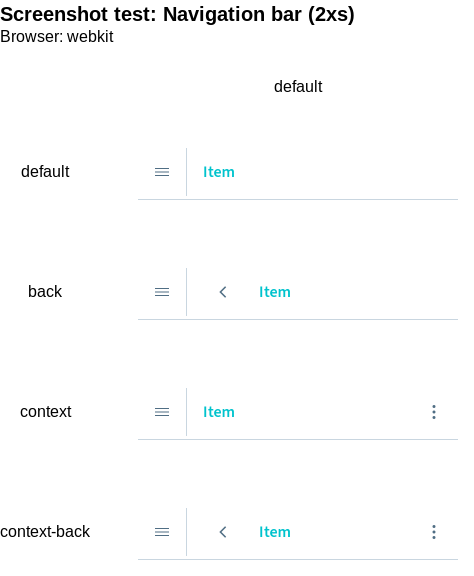 Screenshot test: Navigation bar (2xs)
Browser: webkit
default
default Item
back Item
context Item
context-back Item